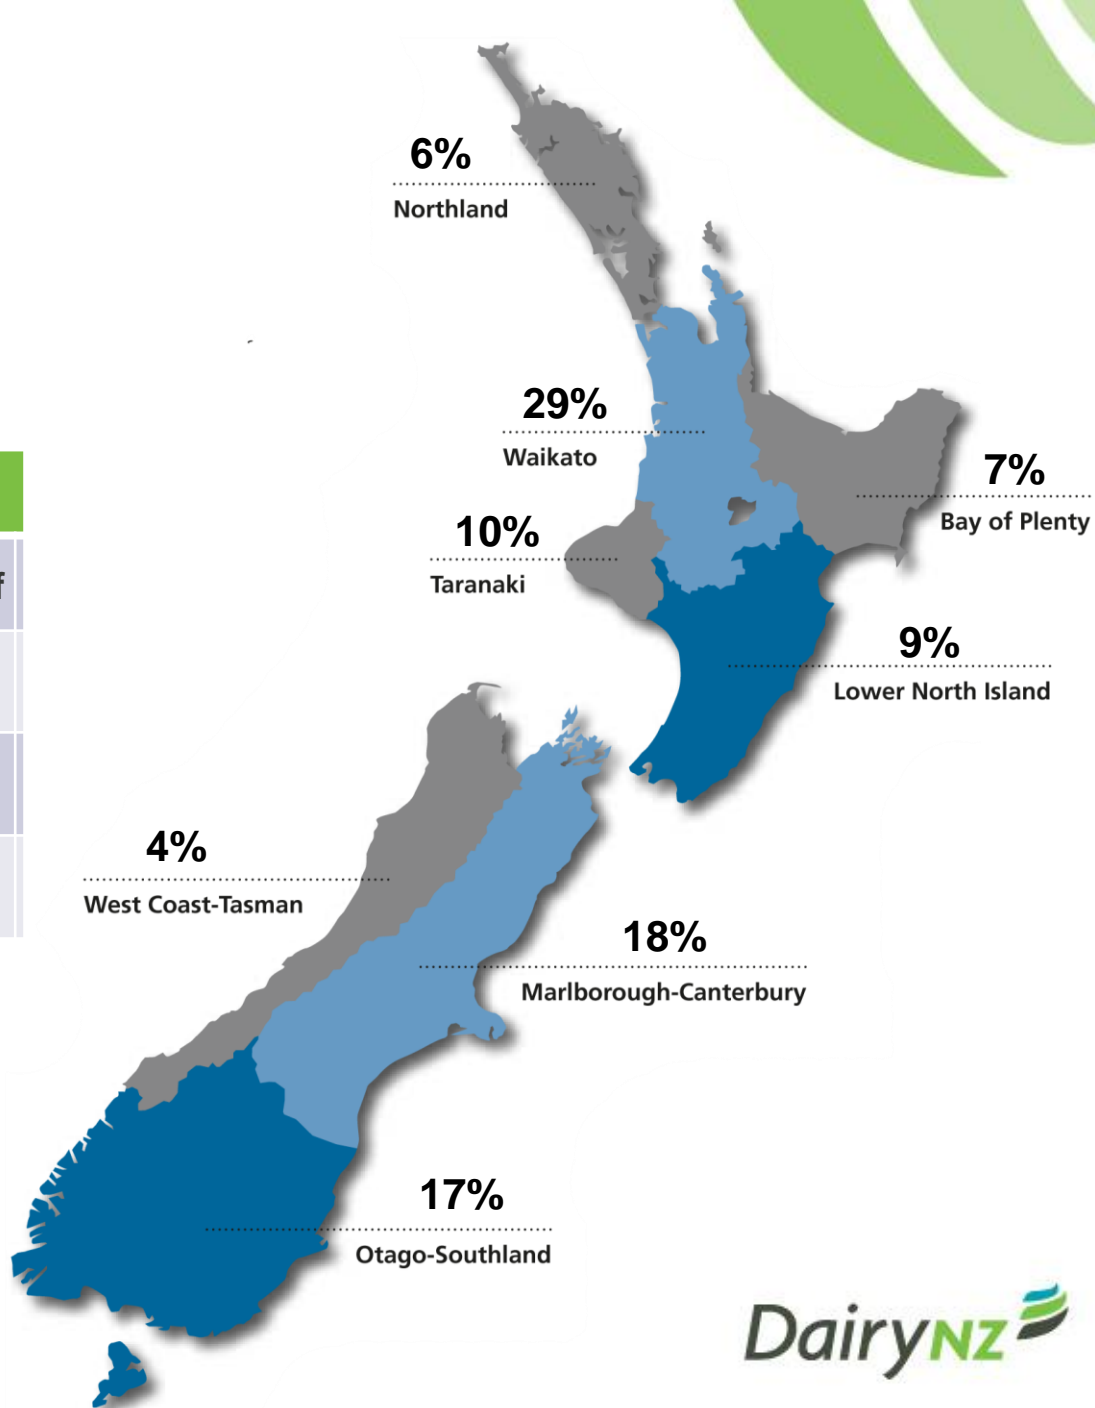 6%
Northland
29%
Waikato
7%
Bay of Plenty
10%
Taranaki
9%
Lower North Island
4%
West Coast-Tasman
18%
Marlborough-Canterbury
17%
Otago-Southland
DairyNZ